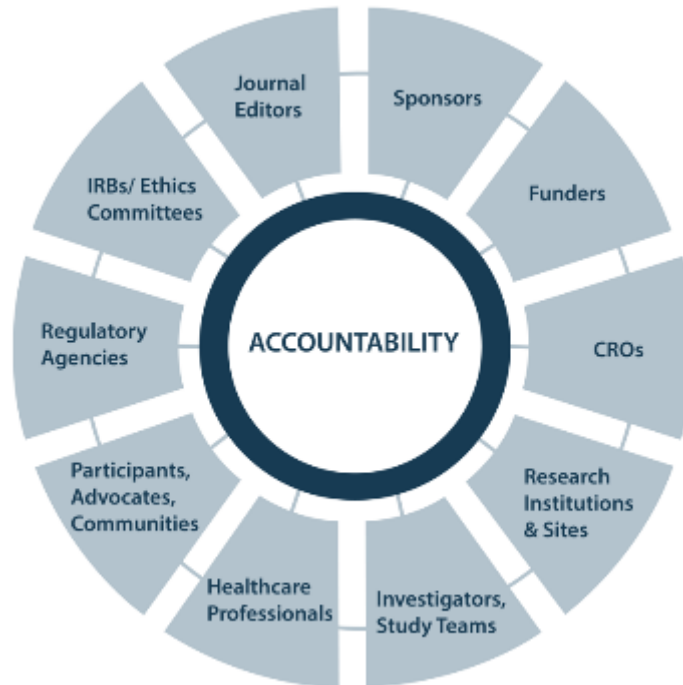 Journal
Editors
Sponsors
Funders
CROs
Research
Institutions
& Sites
Investigators,
Study Teams
Healthcare
Professionals
Participants,
Advocates,
Communities
Regulatory
Agencies
IRBs/ Ethics
Committees
ACCOUNTABILITY